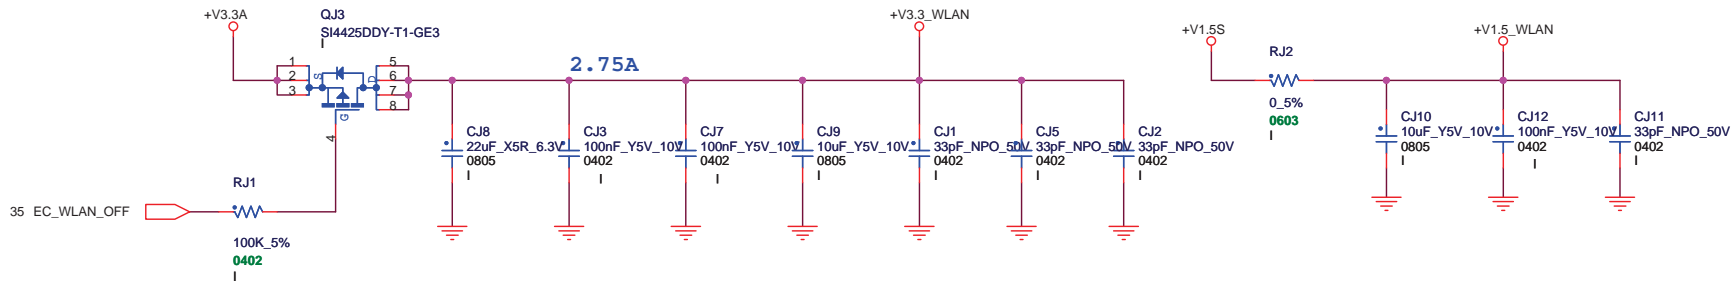 +V3.3A
QJ3
SI4425DDY-T1-GE3
I
1
2
3
S
D
G
5
6
7
8
4
2.75A
+V3.3_WLAN
CJ8
22uF_X5R_6.3V
0805
I
CJ3
100nF_Y5V_10V
0402
I
CJ7
100nF_Y5V_10V
0402
I
CJ9
10uF_Y5V_10V
0805
I
CJ1
33pF_NPO_50V
0402
I
CJ5
33pF_NPO_50V
0402
I
CJ2
33pF_NPO_50V
0402
I
35 EC_WLAN_OFF
RJ1
100K_5%
0402
I
+V1.5S
RJ2
0_5%
0603
I
+V1.5_WLAN
CJ10
10uF_Y5V_10V
0805
I
CJ12
100nF_Y5V_10V
0402
I
CJ11
33pF_NPO_50V
0402
I